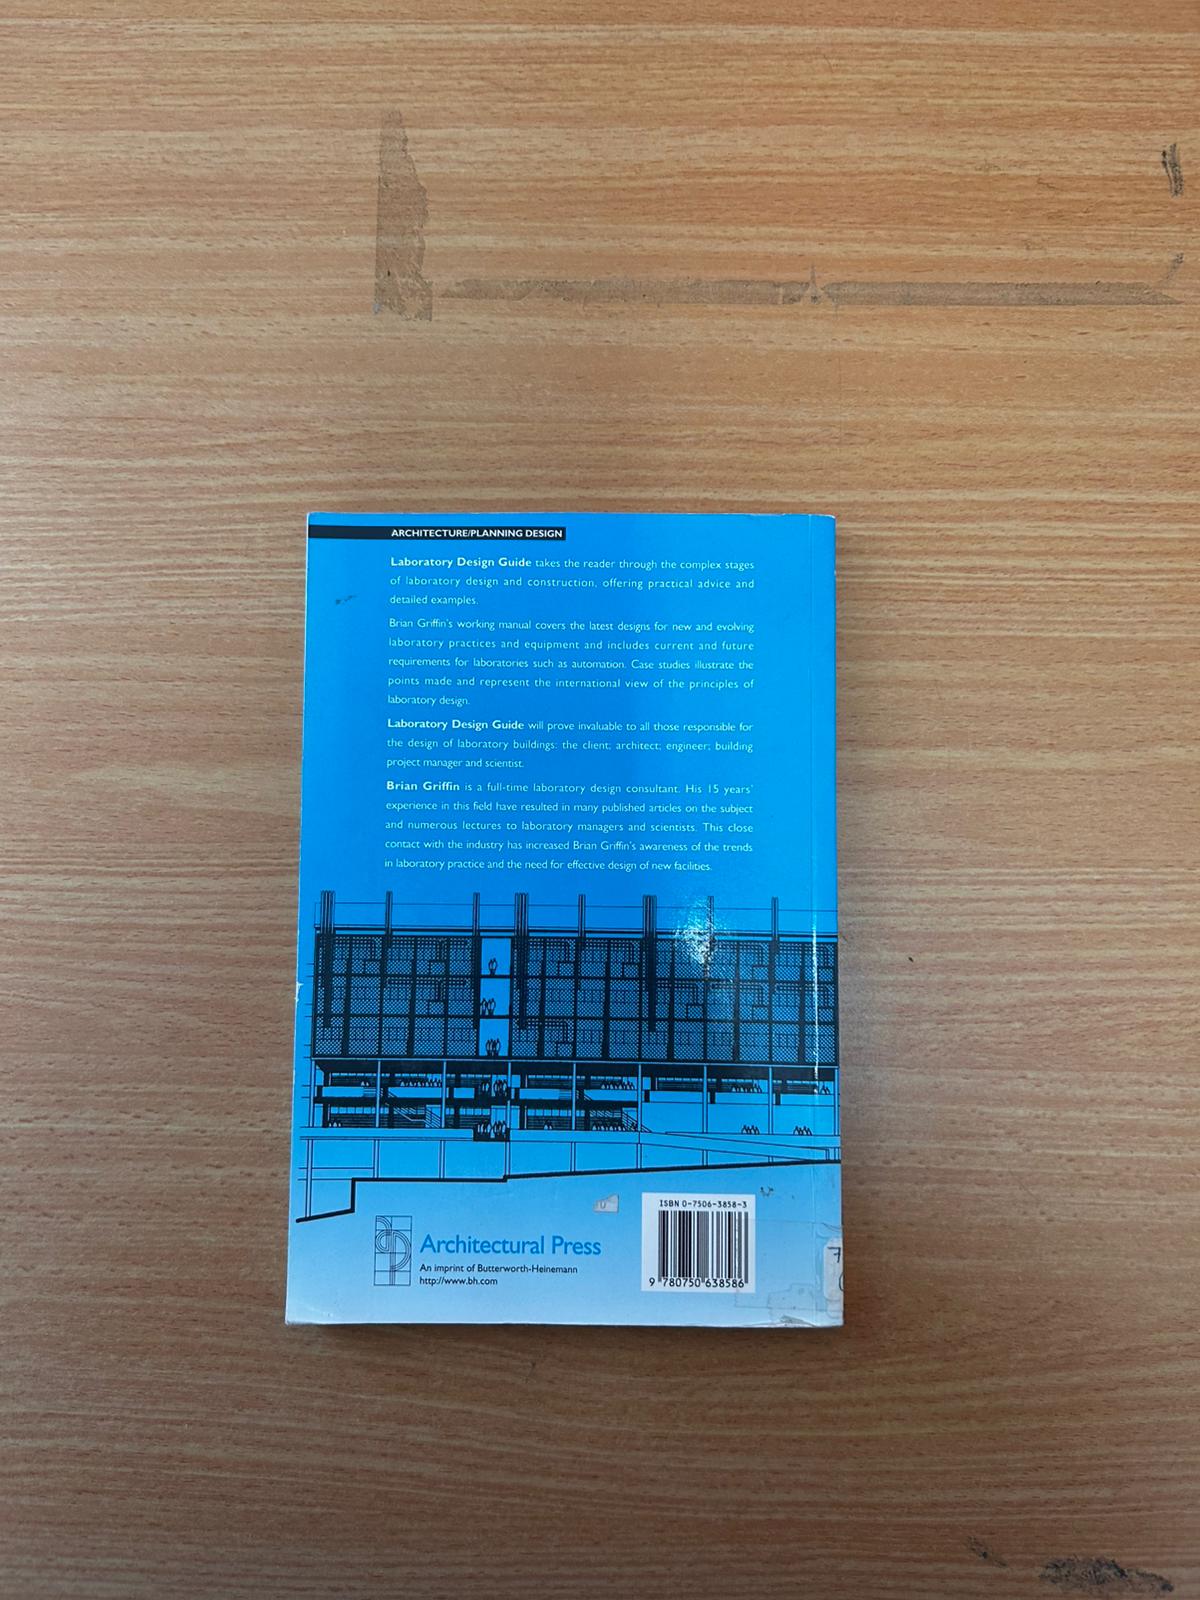 ARCHITECTURE/PLANNING DESIGN
Laboratory Design Guide takes the reader through the complex stages
of laboratory design and construction, offering practical advice and
detailed examples.
Brian Griffin's working manual covers the latest designs for new and evolving
laboratory practices and equipment and includes current and future
requirements for laboratories such as automation. Case studies illustrate the
points made and represent the international view of the principles of
laboratory design.
Laboratory Design Guide will prove invaluable to all those responsible for
the design of laboratory buildings: the client; architect; engineer; building
project manager and scientist.
Brian Griffin is a full-time laboratory design consultant. His 15 years'
experience in this field have resulted in many published articles on the subject
and numerous lectures to laboratory managers and scientists. This close
contact with the industry has increased Brian Griffin's awareness of the trends
in laboratory practice and the need for effective design of new facilities.
ISBN 0-7506-3858-3
Architectural Press
An imprint of Butterworth-Heinemann
http://www.bh.com
9 780750 638586
7